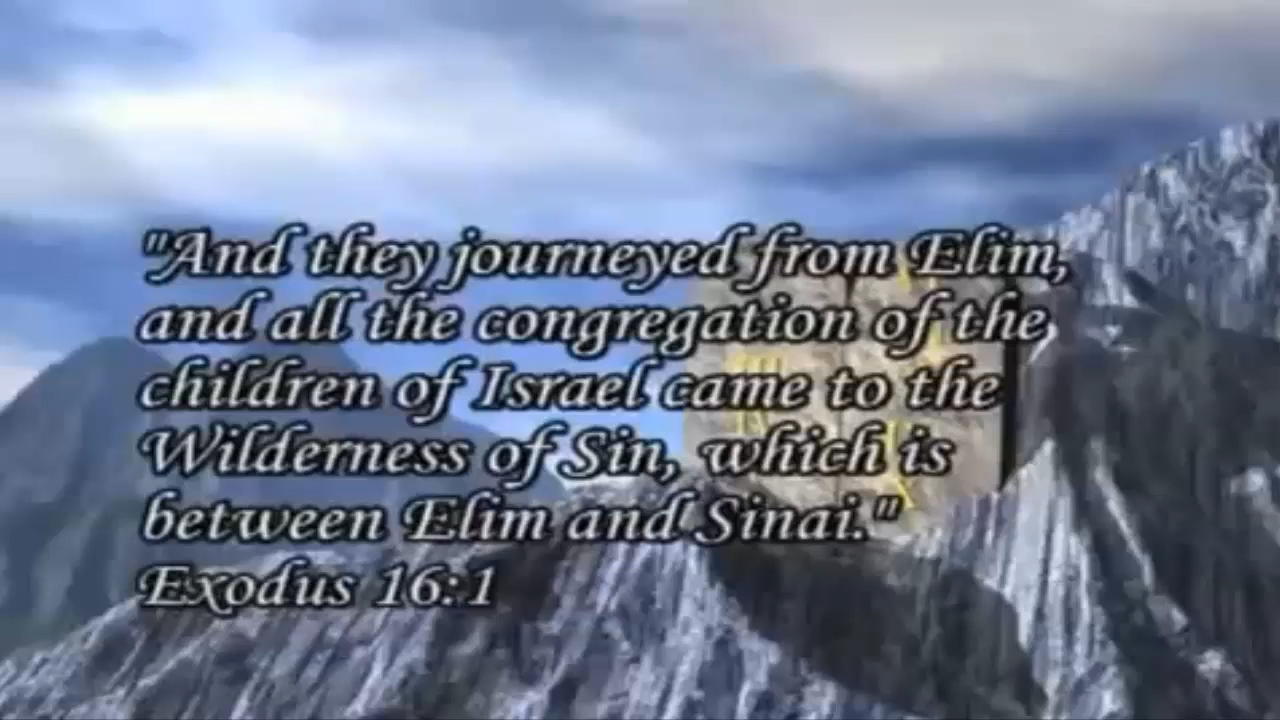 "And they journeyed from Elim,
and all the congregation of the
children of Israel came to the
Wilderness of Sin, which is
between Elim and Sinai."
Exodus 16:1